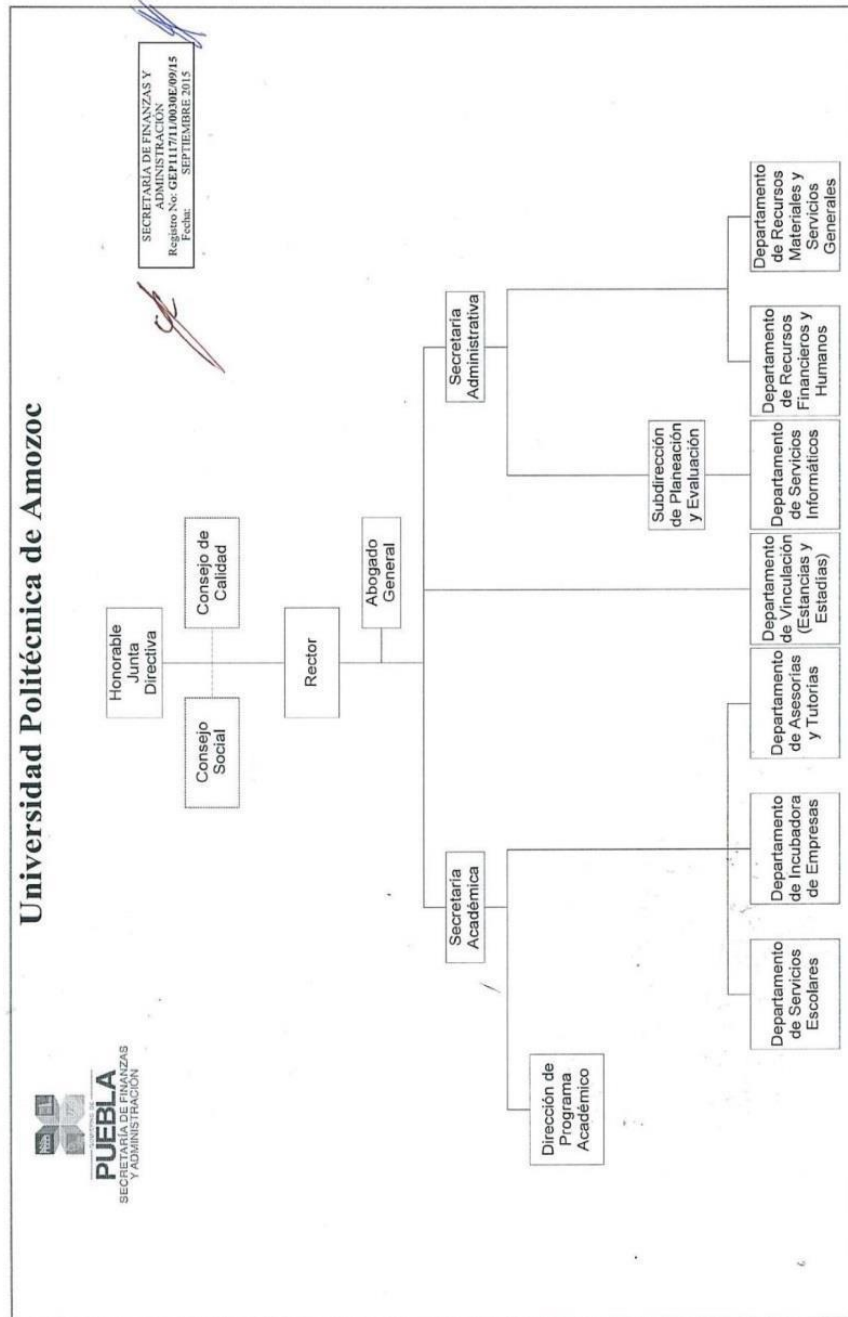 Universidad Politécnica de Amozoc
GOBIERNO DE
PUEBLA
SECRETARÍA DE FINANZAS
Y ADMINISTRACIÓN
SECRETARÍA DE FINANZAS Y
ADMINISTRACIÓN
Registro No: GEP1117/11/0030E/09/15
Fecha: SEPTIEMBRE 2015
Honorable
Junta
Directiva
Consejo
Social
Consejo de
Calidad
Rector
Abogado
General
Secretaría
Académica
Secretaría
Administrativa
Dirección de
Programa
Académico
Subdirección
de Planeación
y Evaluación
Departamento
de Servicios
Escolares
Departamento
de Incubadora
de Empresas
Departamento
de Asesorías
y Tutorías
Departamento
de Vinculación
(Estancias y
Estadías)
Departamento
de Servicios
Informáticos
Departamento
de Recursos
Financieros y
Humanos
Departamento
de Recursos
Materiales y
Servicios
Generales